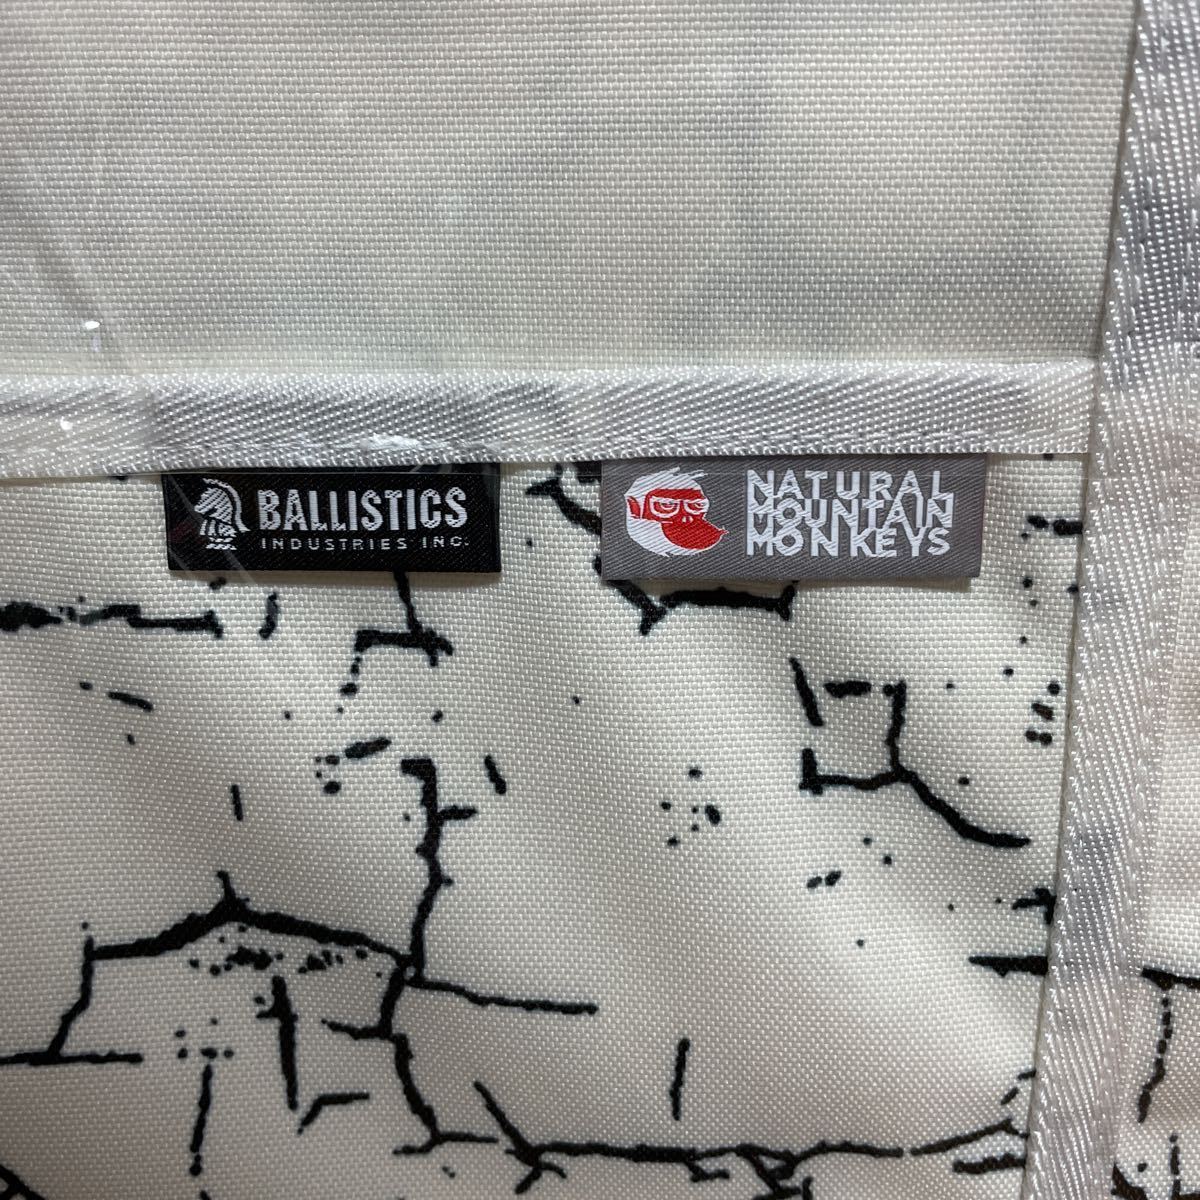 BALLISTICS
INDUSTRIES INC.
NATURAL
MOUNTAIN
MONKEYS